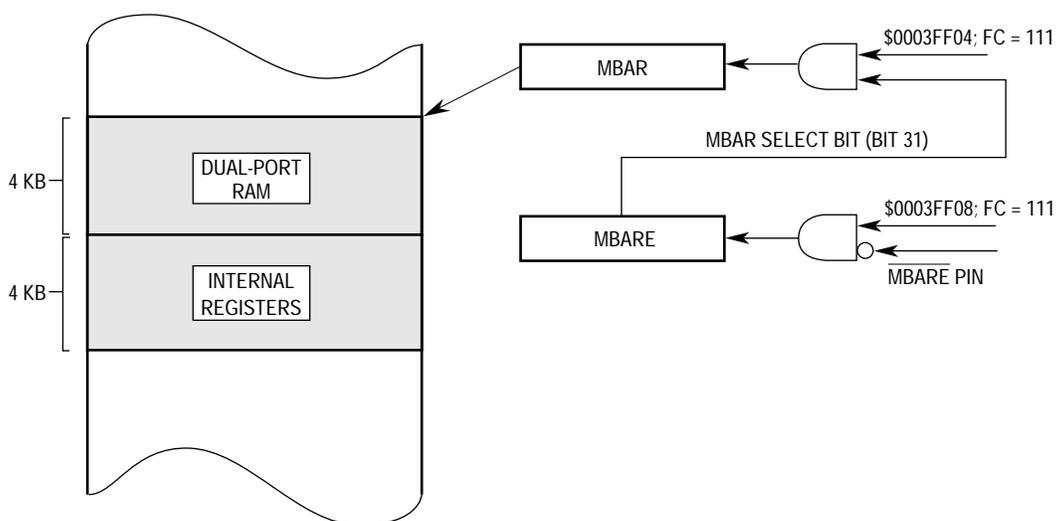 $0003FF04; FC = 111
MBAR
MBAR SELECT BIT (BIT 31)
DUAL-PORT
RAM
4 KB
$0003FF08; FC = 111
MBARE
MBARE PIN
INTERNAL
REGISTERS
4 KB